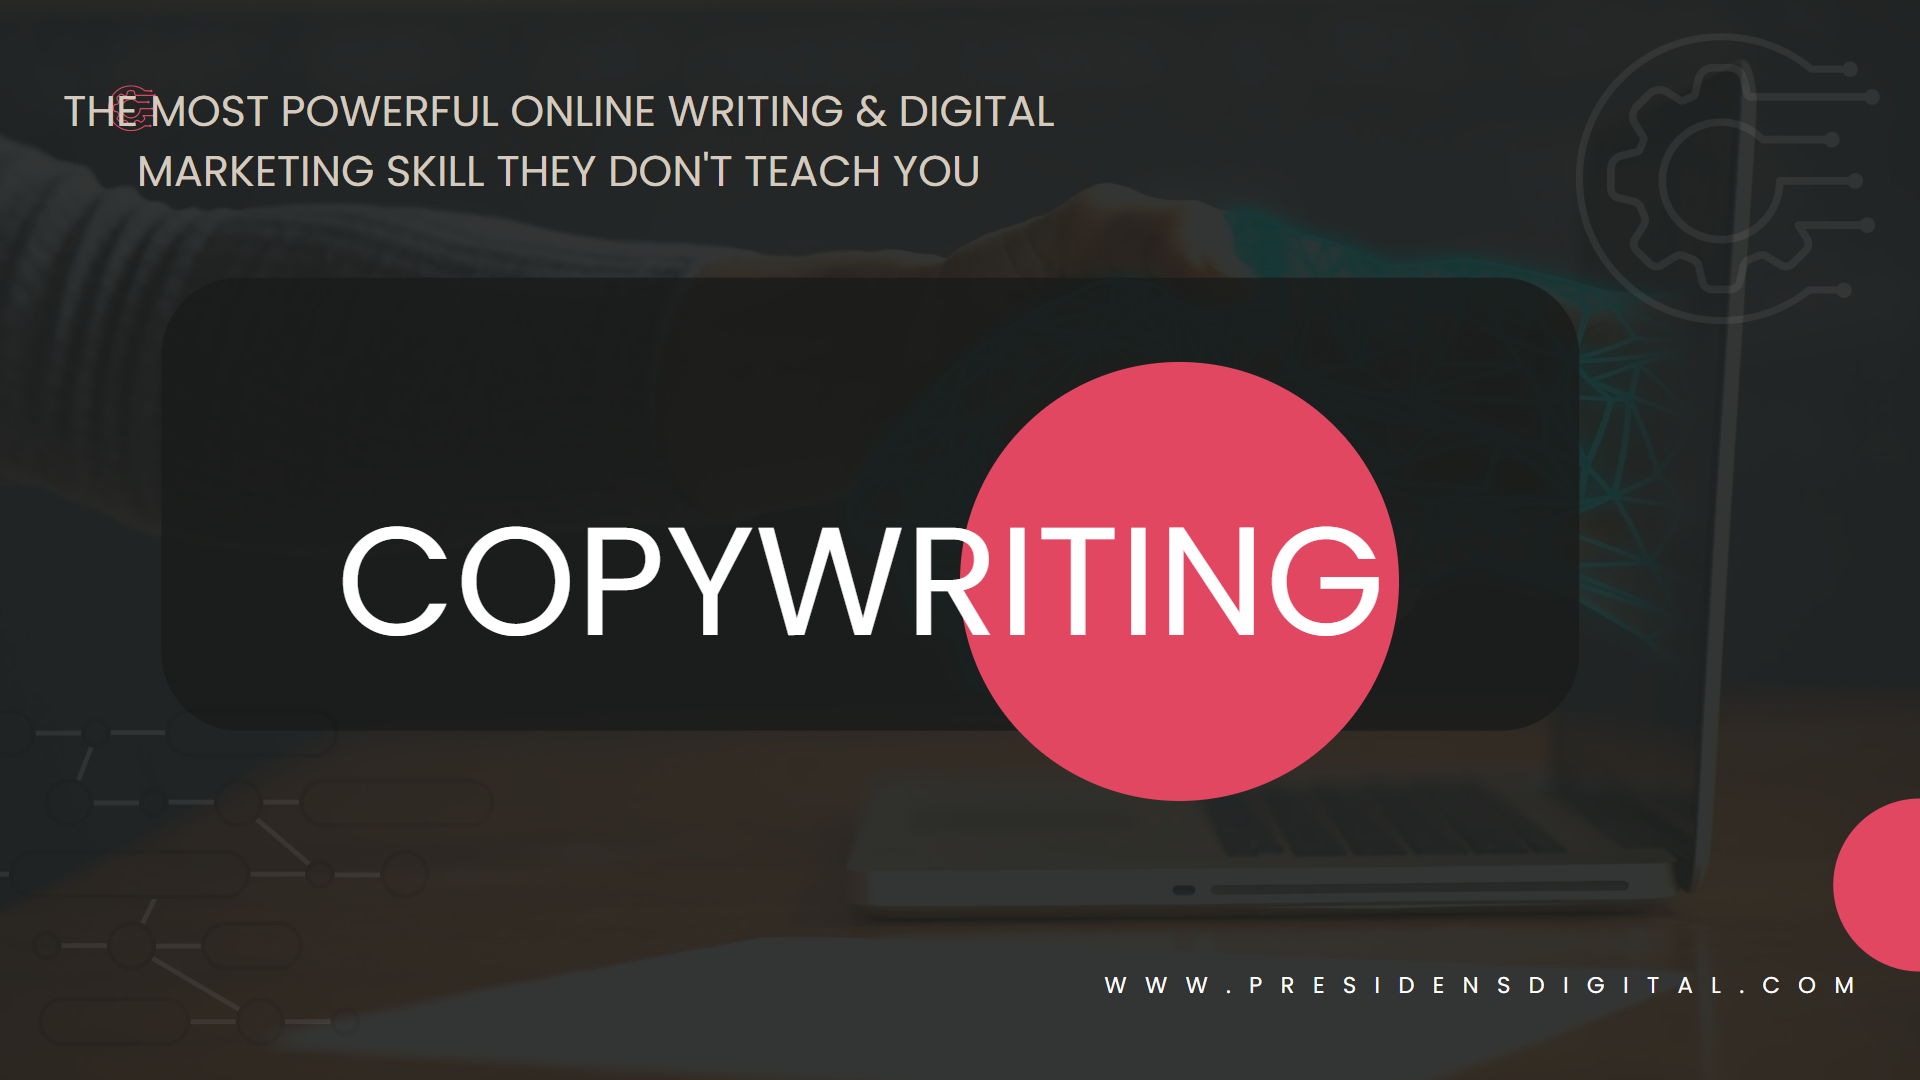 THE MOST POWERFUL ONLINE WRITING & DIGITAL
MARKETING SKILL THEY DON'T TEACH YOU
COPYWRITING
WWW.PRESIDENSDIGITAL.COM